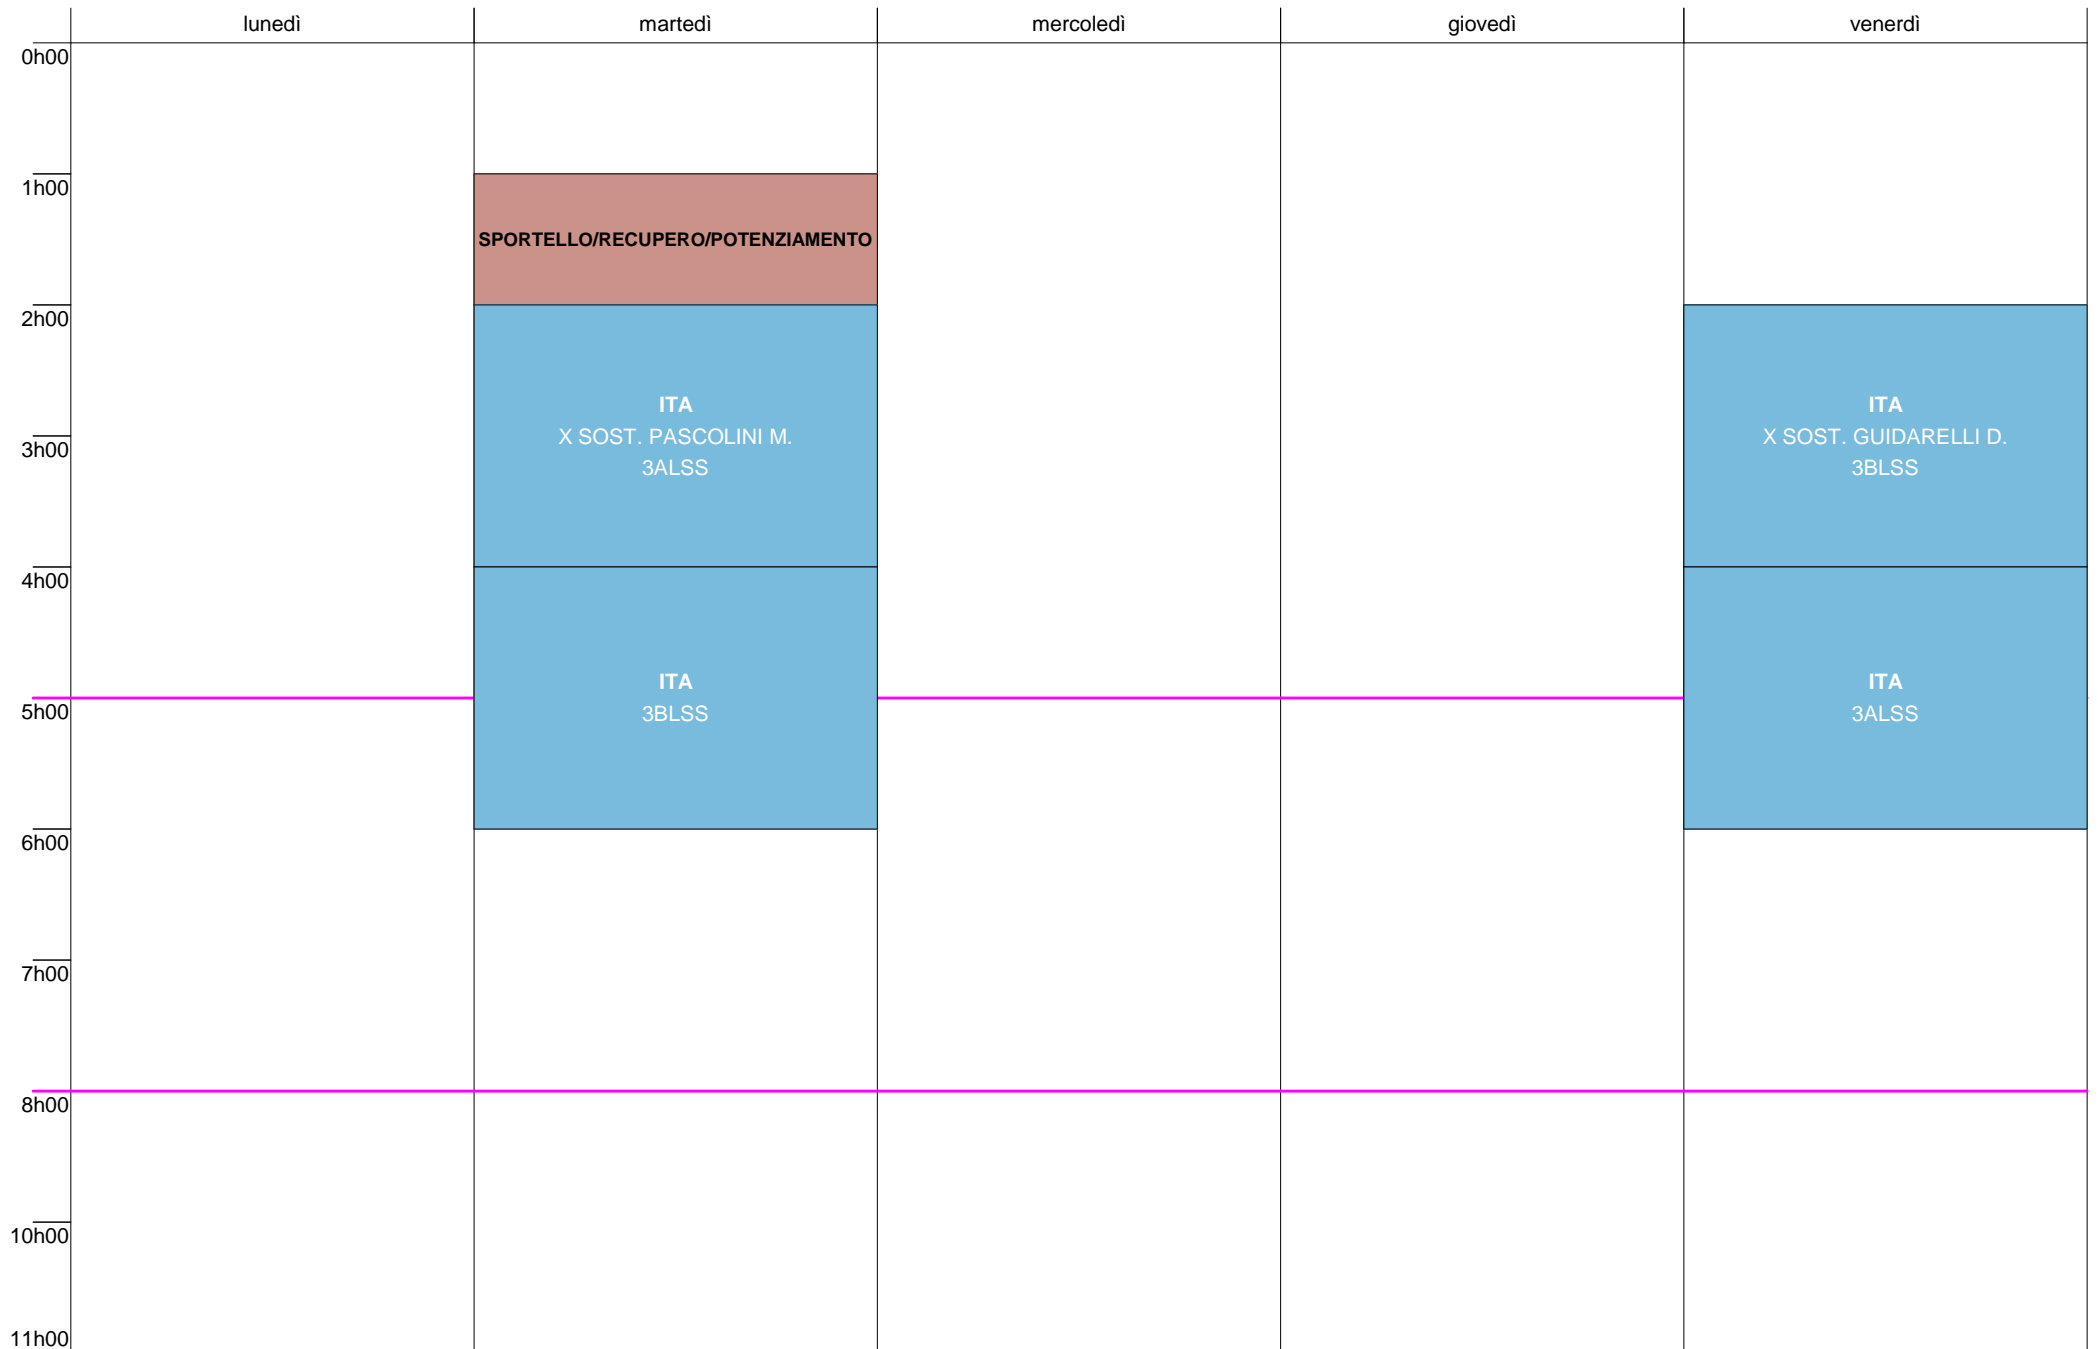 lunedì
martedì
mercoledì
giovedì
venerdì
0h00
1h00
SPORTELLO/RECUPERO/POTENZIAMENTO
2h00
ITA
X SOST. PASCOLINI M.
3ALSS
ITA
X SOST. GUIDARELLI D.
3BLSS
3h00
4h00
ITA
3BLSS
ITA
3ALSS
5h00
6h00
7h00
8h00
10h00
11h00